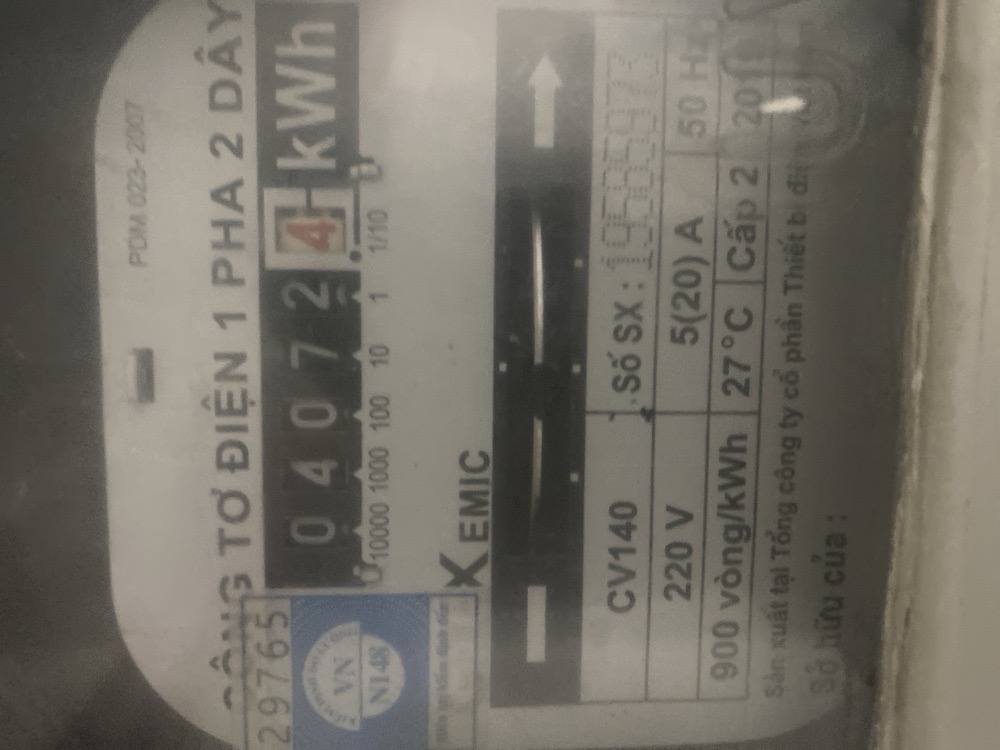 PDM 023-2007
CÔNG TƠ ĐIỆN 1 PHA 2 DÂY
29765
0 4 0 7 2 4 kWh
10000 1000 100 10 1 1/10
VN
N148
EMIC
CV140 Số SX :
220 V 5(20) A 50 Hz
900 vòng/kWh 27°C Cấp 2 2019
Sản xuất tại Tổng công ty cổ phần Thiết bị điện
Sở hữu của :